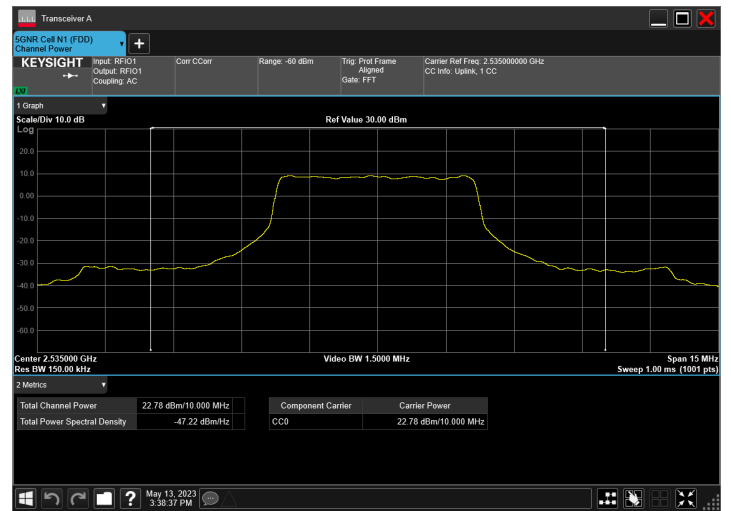 Transceiver A
5GNR Cell N1 (FDD)
Channel Power
KEYSIGHT
Input: RFIO1
Output: RFIO1
Coupling: AC
Corr CCorr
Range: -60 dBm
Trig: Prot Frame
Aligned
Gate: FFT
Carrier Ref Freq: 2.535000000 GHz
CC Info: Uplink, 1 CC
LXI
1 Graph
Scale/Div 10.0 dB
Ref Value 30.00 dBm
Log
20.0
10.0
0.00
-10.0
-20.0
-30.0
-40.0
-50.0
-60.0
Center 2.535000 GHz
Video BW 1.5000 MHz
Span 15 MHz
Res BW 150.00 kHz
Sweep 1.00 ms (1001 pts)
2 Metrics
Total Channel Power 22.78 dBm/10.000 MHz
Total Power Spectral Density -47.22 dBm/Hz
Component Carrier Carrier Power
CC0 22.78 dBm/10.000 MHz
?
May 13, 2023
3:38:37 PM